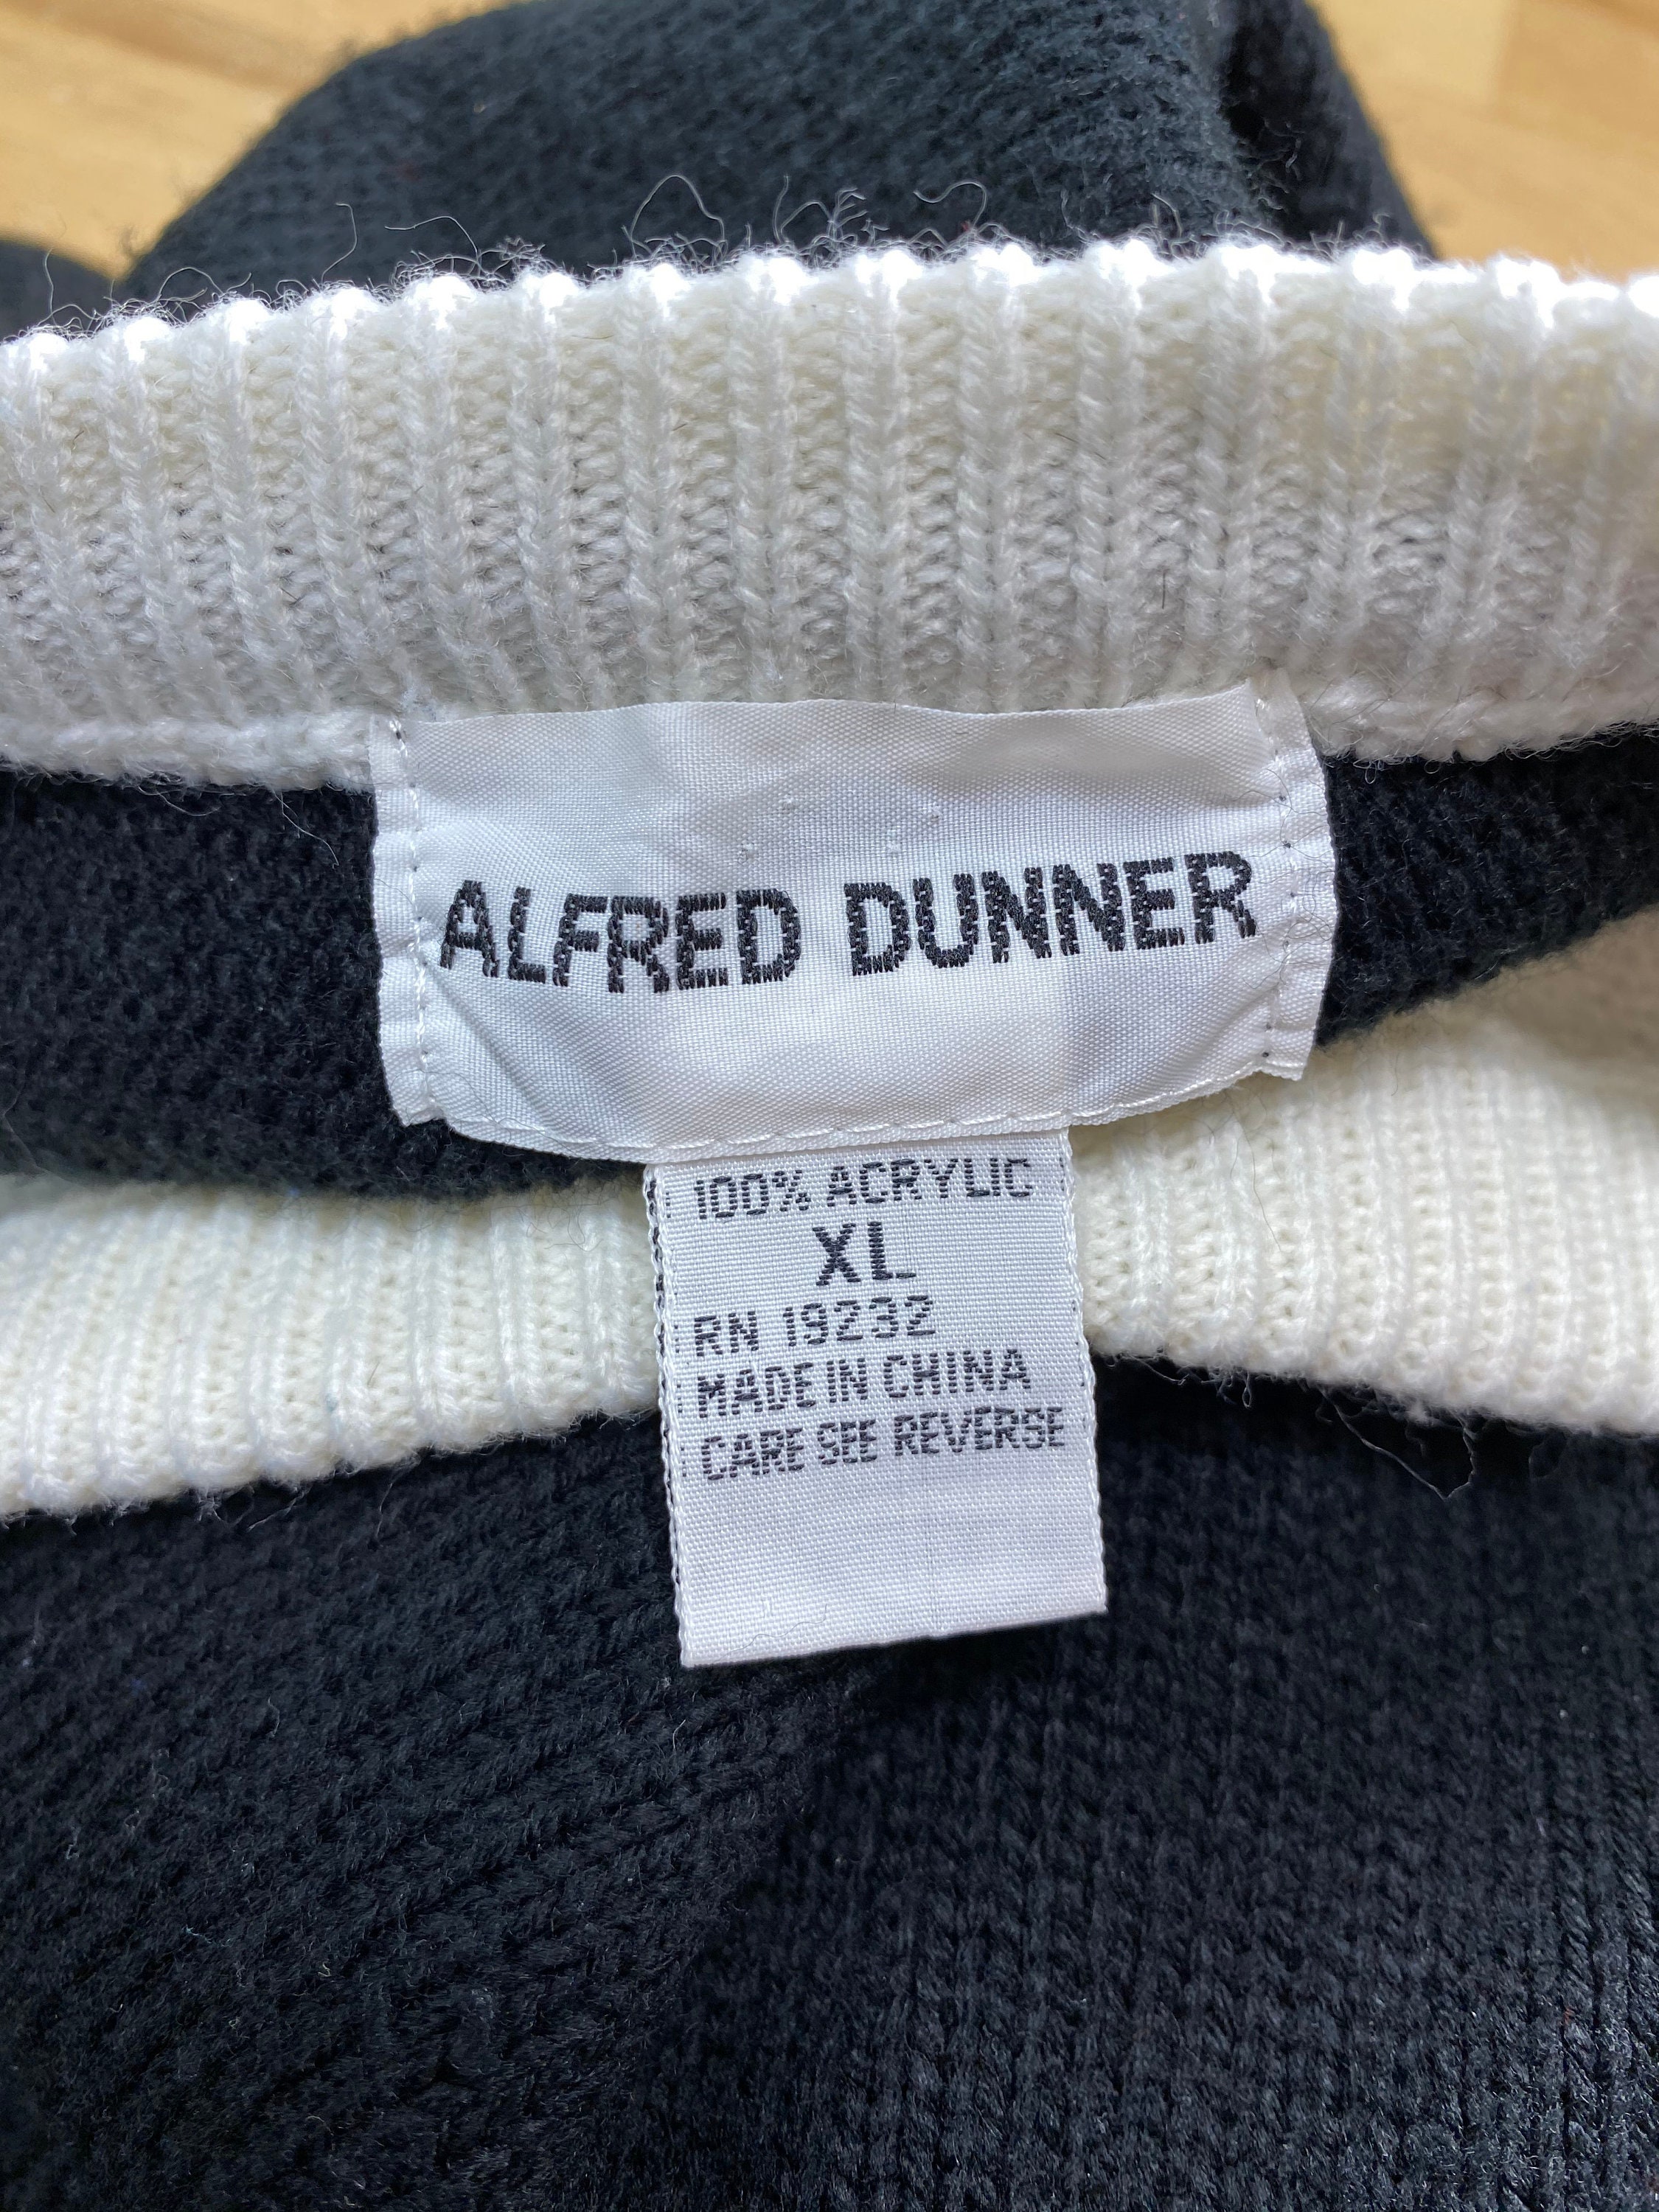 ALFRED DUNNER
100% ACRYLIC
XL
RN 19232
MADE IN CHINA
CARE SEE REVERSE